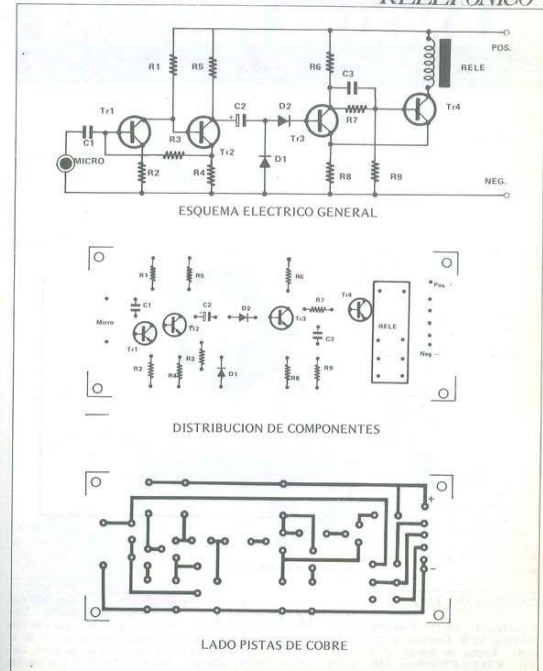 POS.
R1
R5
R6
C3
RELE
Tr1
C2
D2
R7
Tr4
C1
R3
Tr2
Tr3
MICRO
R2
R4
D1
R8
R9
NEG.
ESQUEMA ELECTRICO GENERAL
R1
R5
R6
Pos.
C1
C2
D2
R7
Tr4
Micro
Tr2
Tr3
RELE
Tr1
C3
R3
Neg. –
R2
R4
D1
R8
R9
DISTRIBUCION DE COMPONENTES
+
–
LADO PISTAS DE COBRE